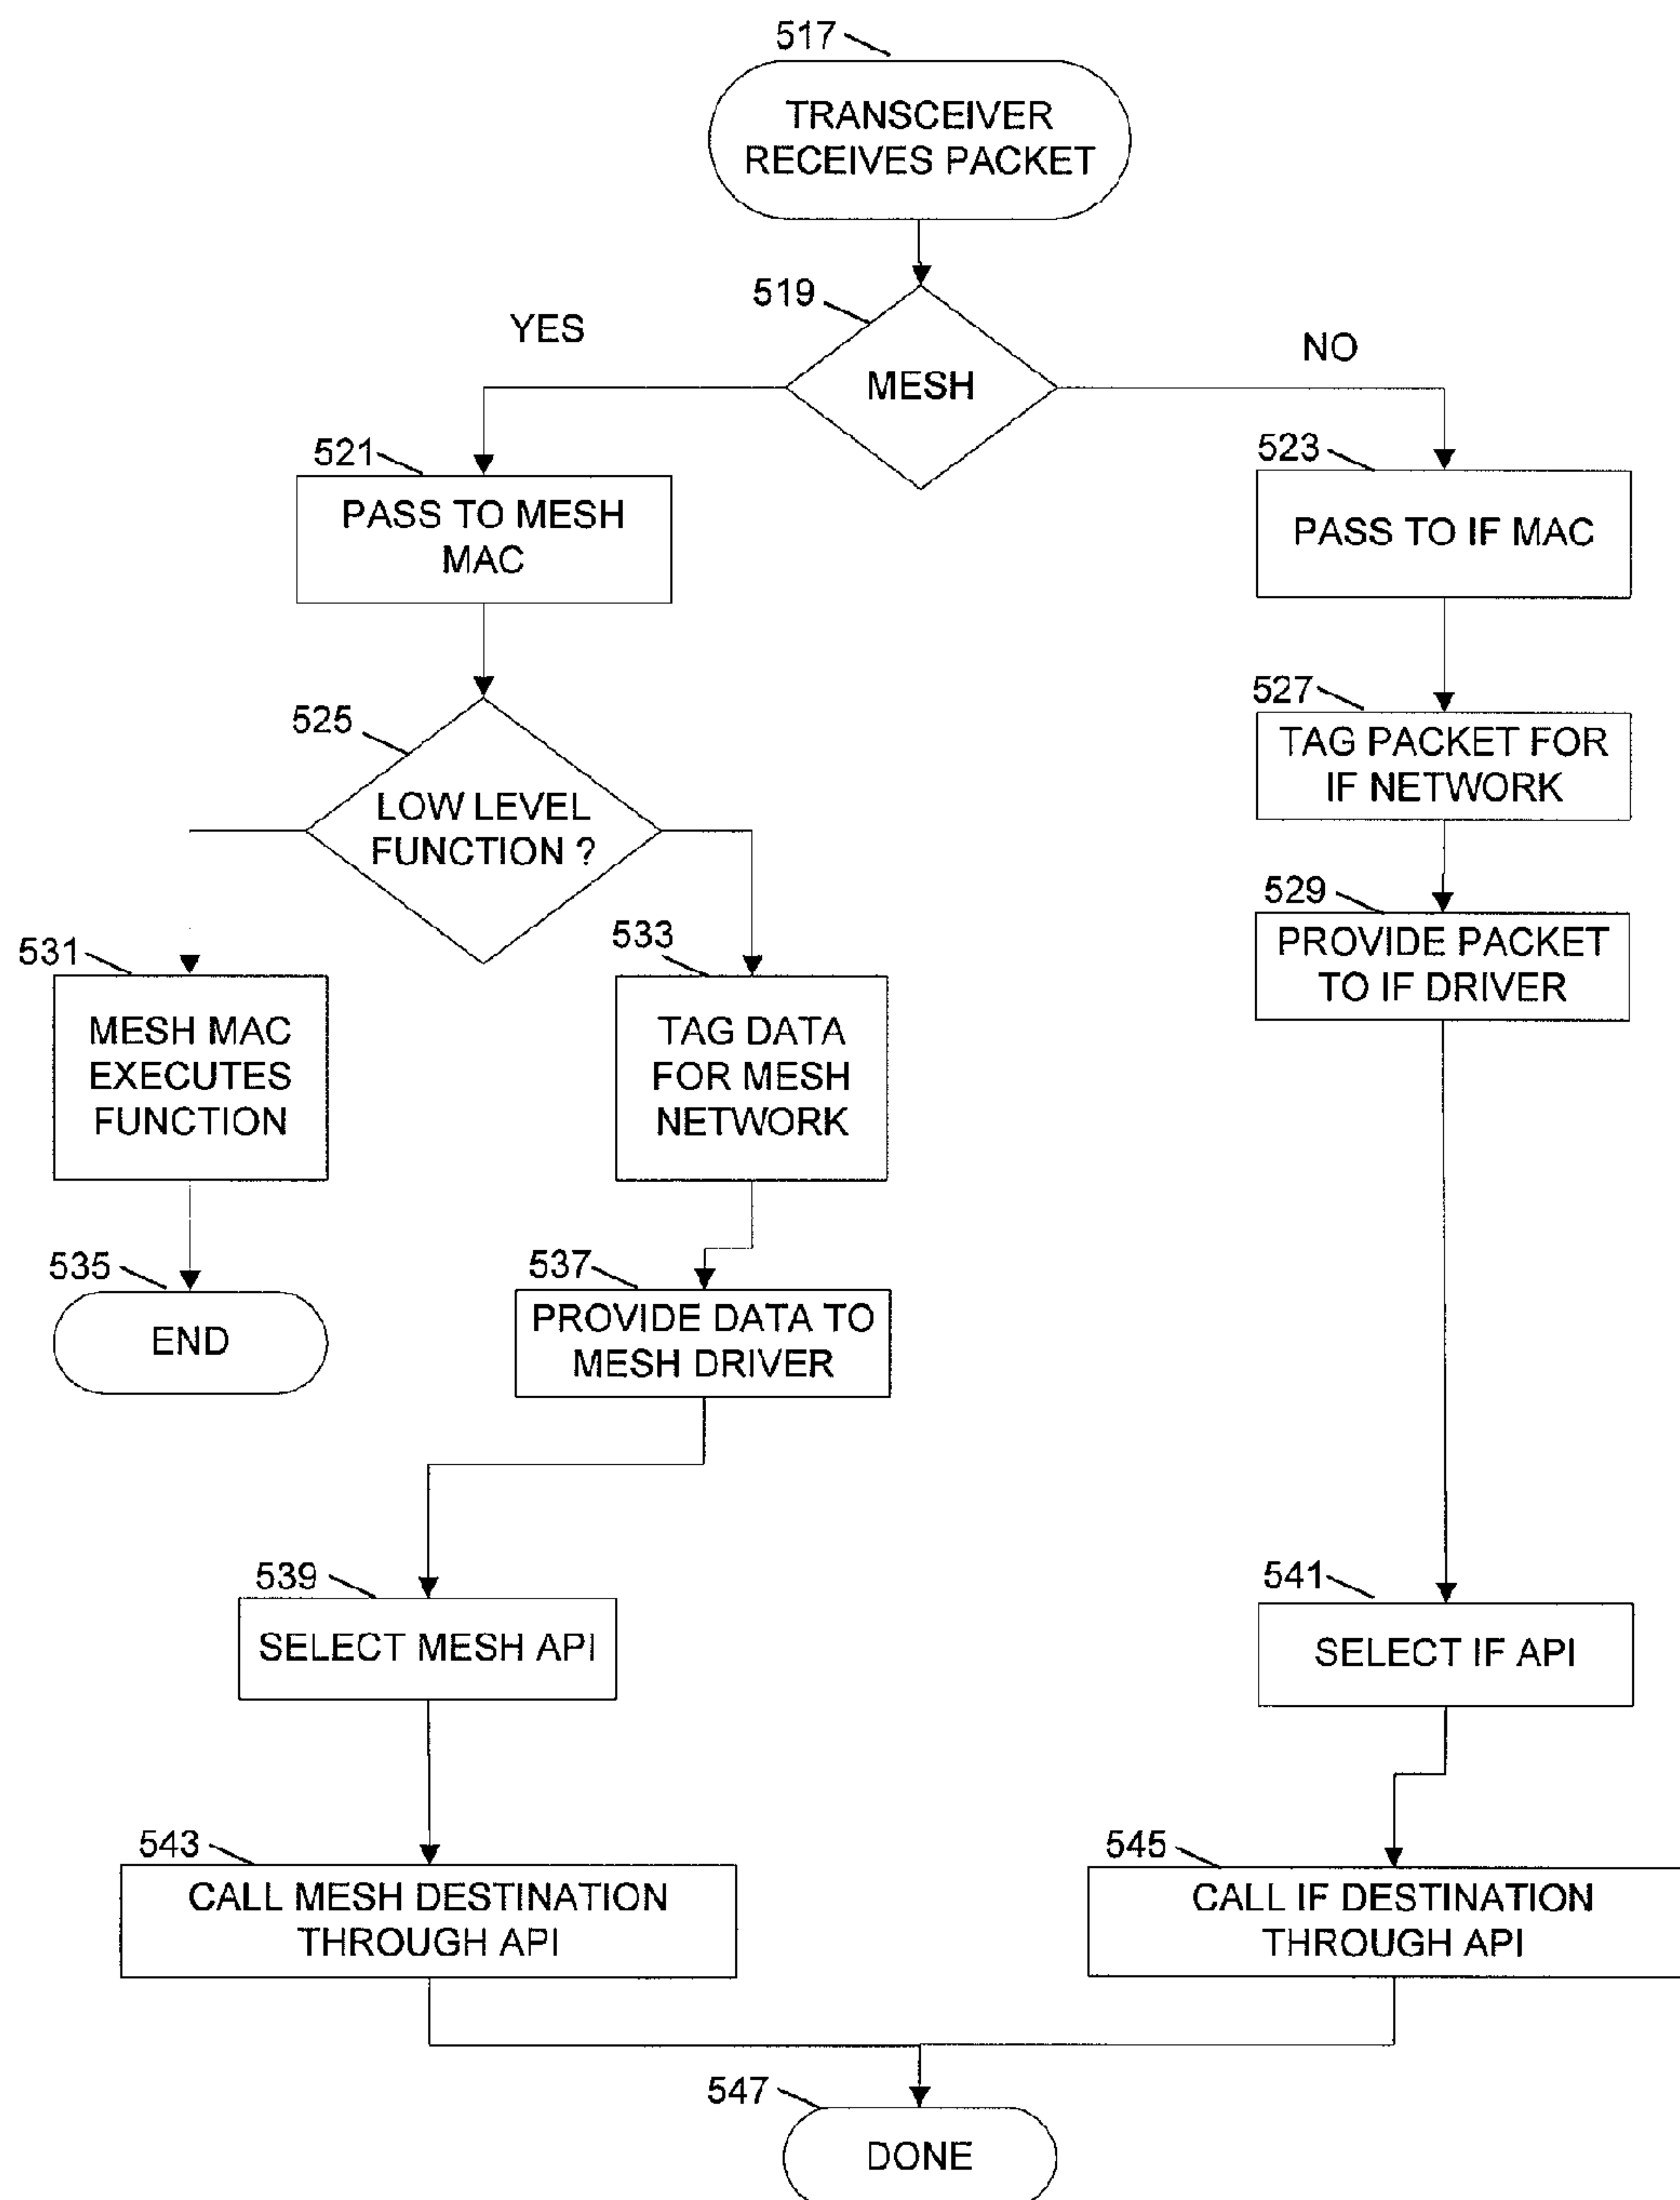 517
TRANSCEIVER
RECEIVES PACKET
519
YES
NO
MESH
521
PASS TO MESH
MAC
523
PASS TO IF MAC
525
LOW LEVEL
FUNCTION ?
527
TAG PACKET FOR
IF NETWORK
529
PROVIDE PACKET
TO IF DRIVER
531
MESH MAC
EXECUTES
FUNCTION
533
TAG DATA
FOR MESH
NETWORK
535
END
537
PROVIDE DATA TO
MESH DRIVER
539
SELECT MESH API
541
SELECT IF API
543
CALL MESH DESTINATION
THROUGH API
545
CALL IF DESTINATION
THROUGH API
547
DONE